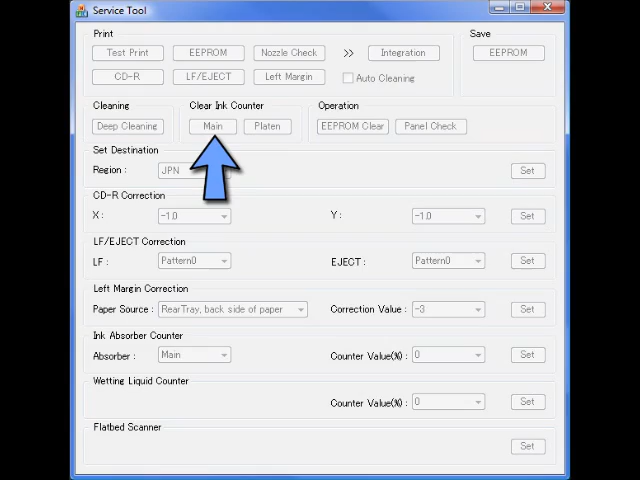 Service Tool
Print
Save
Test Print EEPROM Nozzle Check >> Integration EEPROM
CD-R LF/EJECT Left Margin Auto Cleaning
Cleaning Clear Ink Counter Operation
Deep Cleaning Main Platen EEPROM Clear Panel Check
Set Destination
Region : JPN Set
CD-R Correction
X : -1.0 Y : -1.0 Set
LF/EJECT Correction
LF : Pattern0 EJECT : Pattern0 Set
Left Margin Correction
Paper Source : RearTray, back side of paper Correction Value : -3 Set
Ink Absorber Counter
Absorber : Main Counter Value(%) : 0 Set
Wetting Liquid Counter
Counter Value(%) : 0 Set
Flatbed Scanner
Set